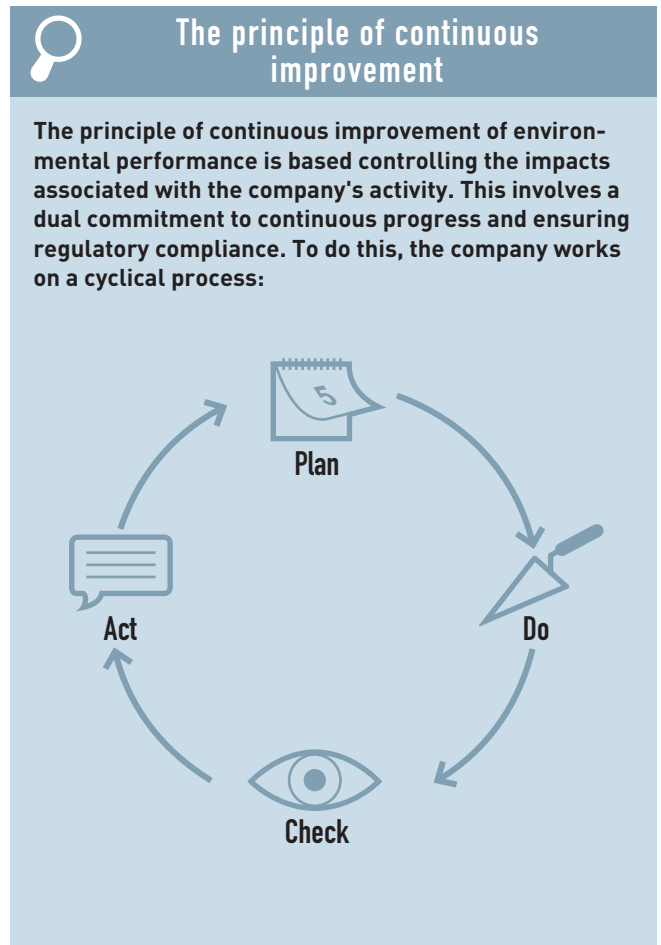 The principle of continuous
improvement
The principle of continuous improvement of environ-
mental performance is based controlling the impacts
associated with the company's activity. This involves a
dual commitment to continuous progress and ensuring
regulatory compliance. To do this, the company works
on a cyclical process:
5
Plan
Act
Do
Check